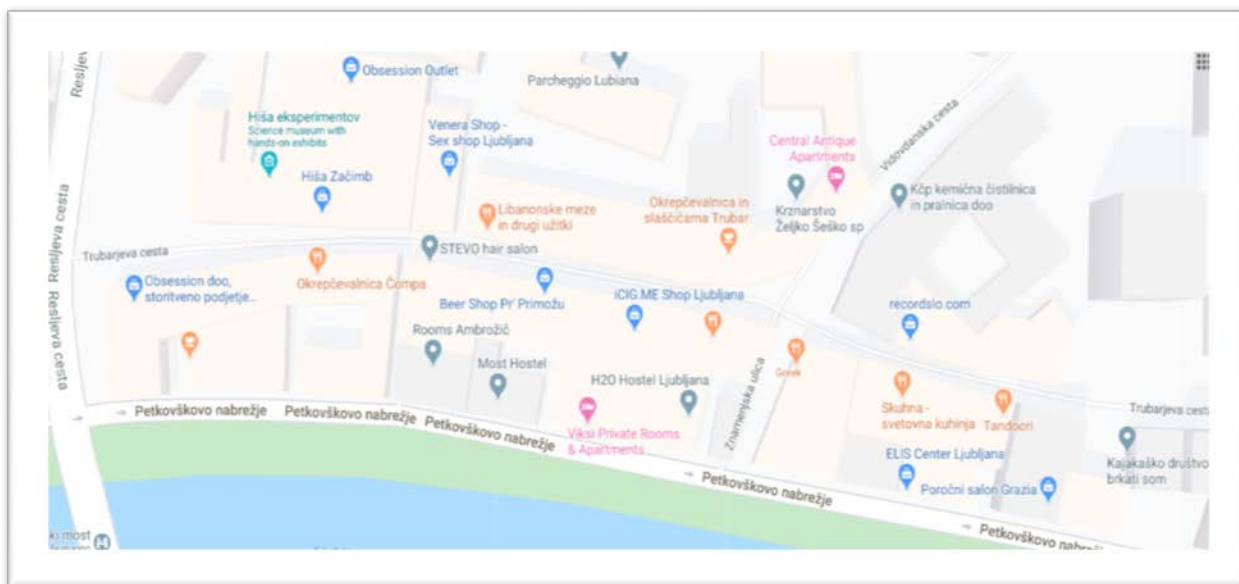 Resljeva cesta
Obsession Outlet
Parcheggio Lubiana
Hiša eksperimentov
Science museum with
hands-on exhibits
Venera Shop -
Sex shop Ljubljana
Vidovdanska cesta
Central Antique
Apartments
Hiša Začimb
Kčp kemična čistilnica
in pralnica doo
Libanonske meze
in drugi užitki
Okrepčevalnica in
slaščičarna Trubar
Krznarstvo
Željko Šeško sp
Resljeva cesta
Trubarjeva cesta
STEVO hair salon
Okrepčevalnica Čompa
Obsession doo,
storitveno podjetje...
Beer Shop Pr' Primožu
iCIG.ME Shop Ljubljana
recordslo.com
Resljeva cesta
Rooms Ambrožič
Most Hostel
H2O Hostel Ljubljana
Znamenjska ulica
Gorek
Skuhna -
svetovna kuhinja
Tandoori
Trubarjeva cest
→ Petkovškovo nabrežje
Petkovškovo nabrežje
Petkovškovo nabrežje
Viksi Private Rooms
& Apartments
ELIS Center Ljubljana
Poročni salon Grazia
Kajakaško društvo
brkati som
→ Petkovškovo nabrežje
→ Petkovškovo nabrežje
ki most